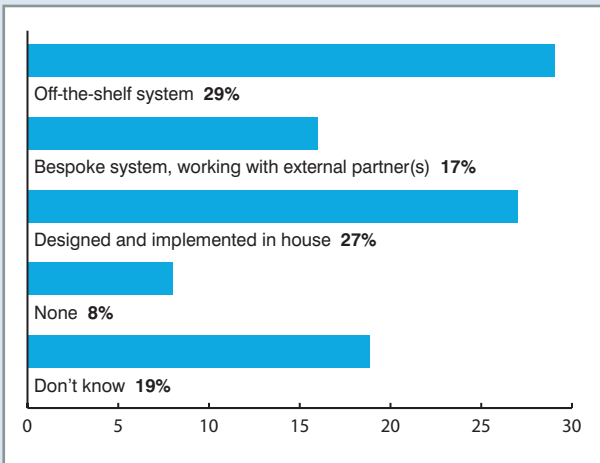 Off-the-shelf system 29%
Bespoke system, working with external partner(s) 17%
Designed and implemented in house 27%
None 8%
Don't know 19%
0 5 10 15 20 25 30